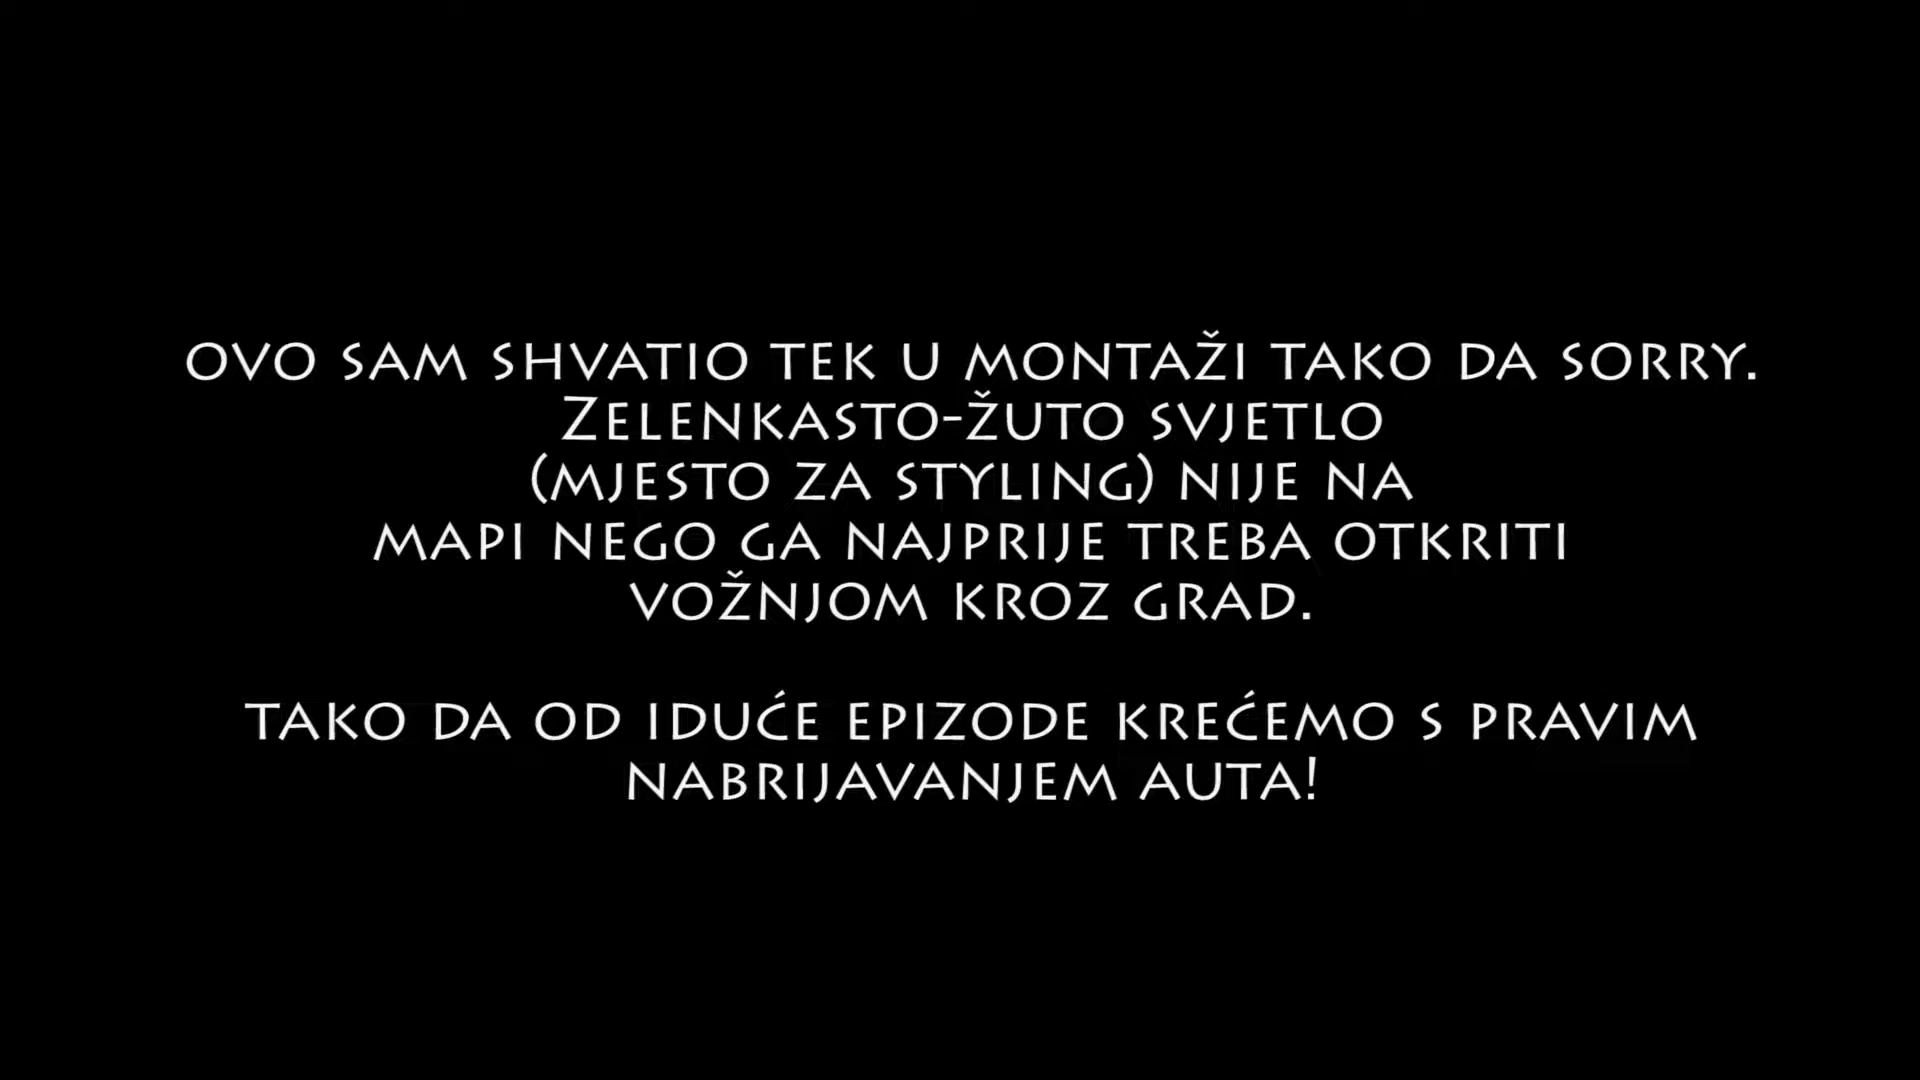 OVO SAM SHVATIO TEK U MONTAŽI TAKO DA SORRY.
ZELENKASTO-ŽUTO SVJETLO
(MJESTO ZA STYLING) NIJE NA
MAPI NEGO GA NAJPRIJE TREBA OTKRITI
VOŽNJOM KROZ GRAD.
TAKO DA OD IDUĆE EPIZODE KREĆEMO S PRAVIM
NABRIJAVANJEM AUTA!